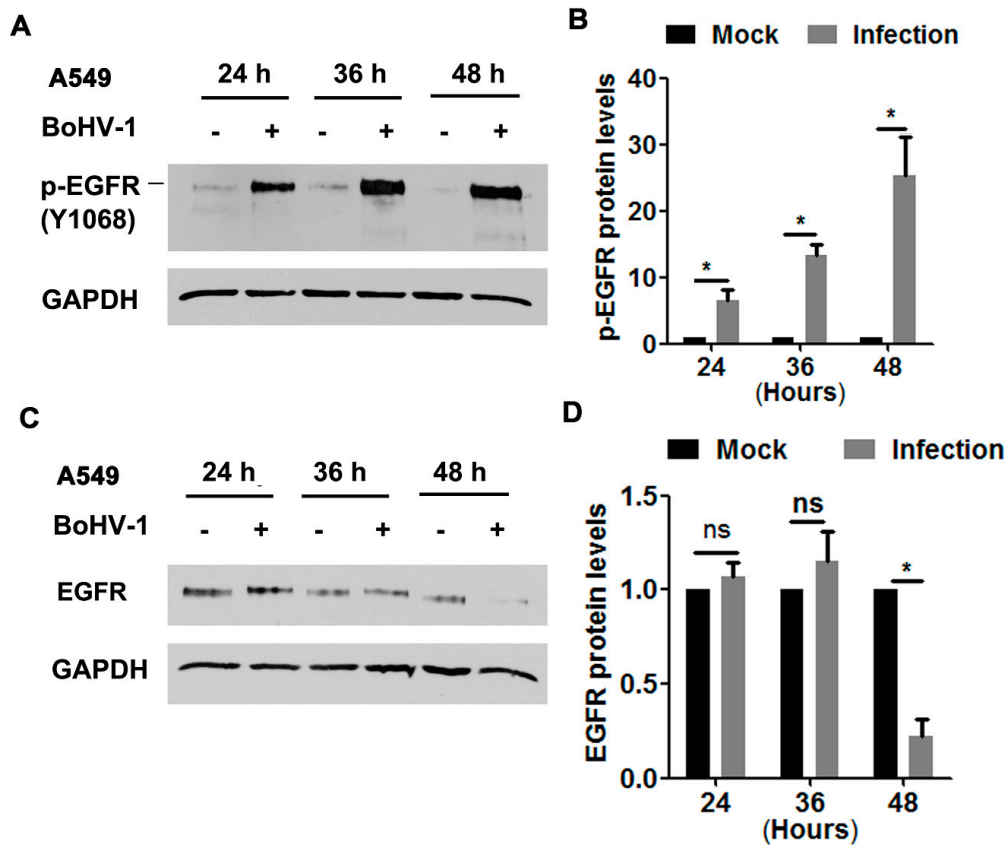 A
A549
24 h 36 h 48 h
BoHV-1 - + - + - +
p-EGFR
(Y1068)
GAPDH
B
Mock Infection
p-EGFR protein levels
40
30
20
10
0
* * *
24 36 48
(Hours)
C
A549
24 h 36 h 48 h
BoHV-1 - + - + - +
EGFR
GAPDH
D
Mock Infection
EGFR protein levels
1.5
1.0
0.5
0.0
ns ns *
24 36 48
(Hours)